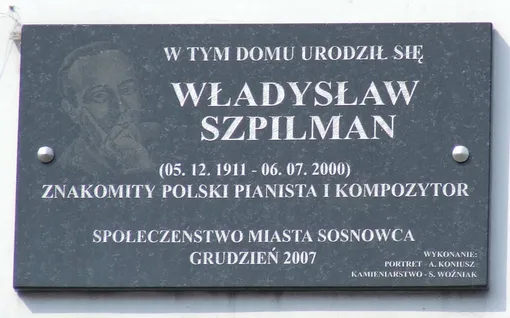 W TYM DOMU URODZIŁ SIĘ
WŁADYSŁAW
SZPILMAN
(05. 12. 1911 - 06. 07. 2000)
ZNAKOMITY POLSKI PIANISTA I KOMPOZYTOR
SPOŁECZENSTWO MIASTA SOSNOWCA
GRUDZIEŃ 2007
WYKONANIE:
PORTRET - A. KONIUSZ
KAMIENIARSTWO - S. WOŹNIAK